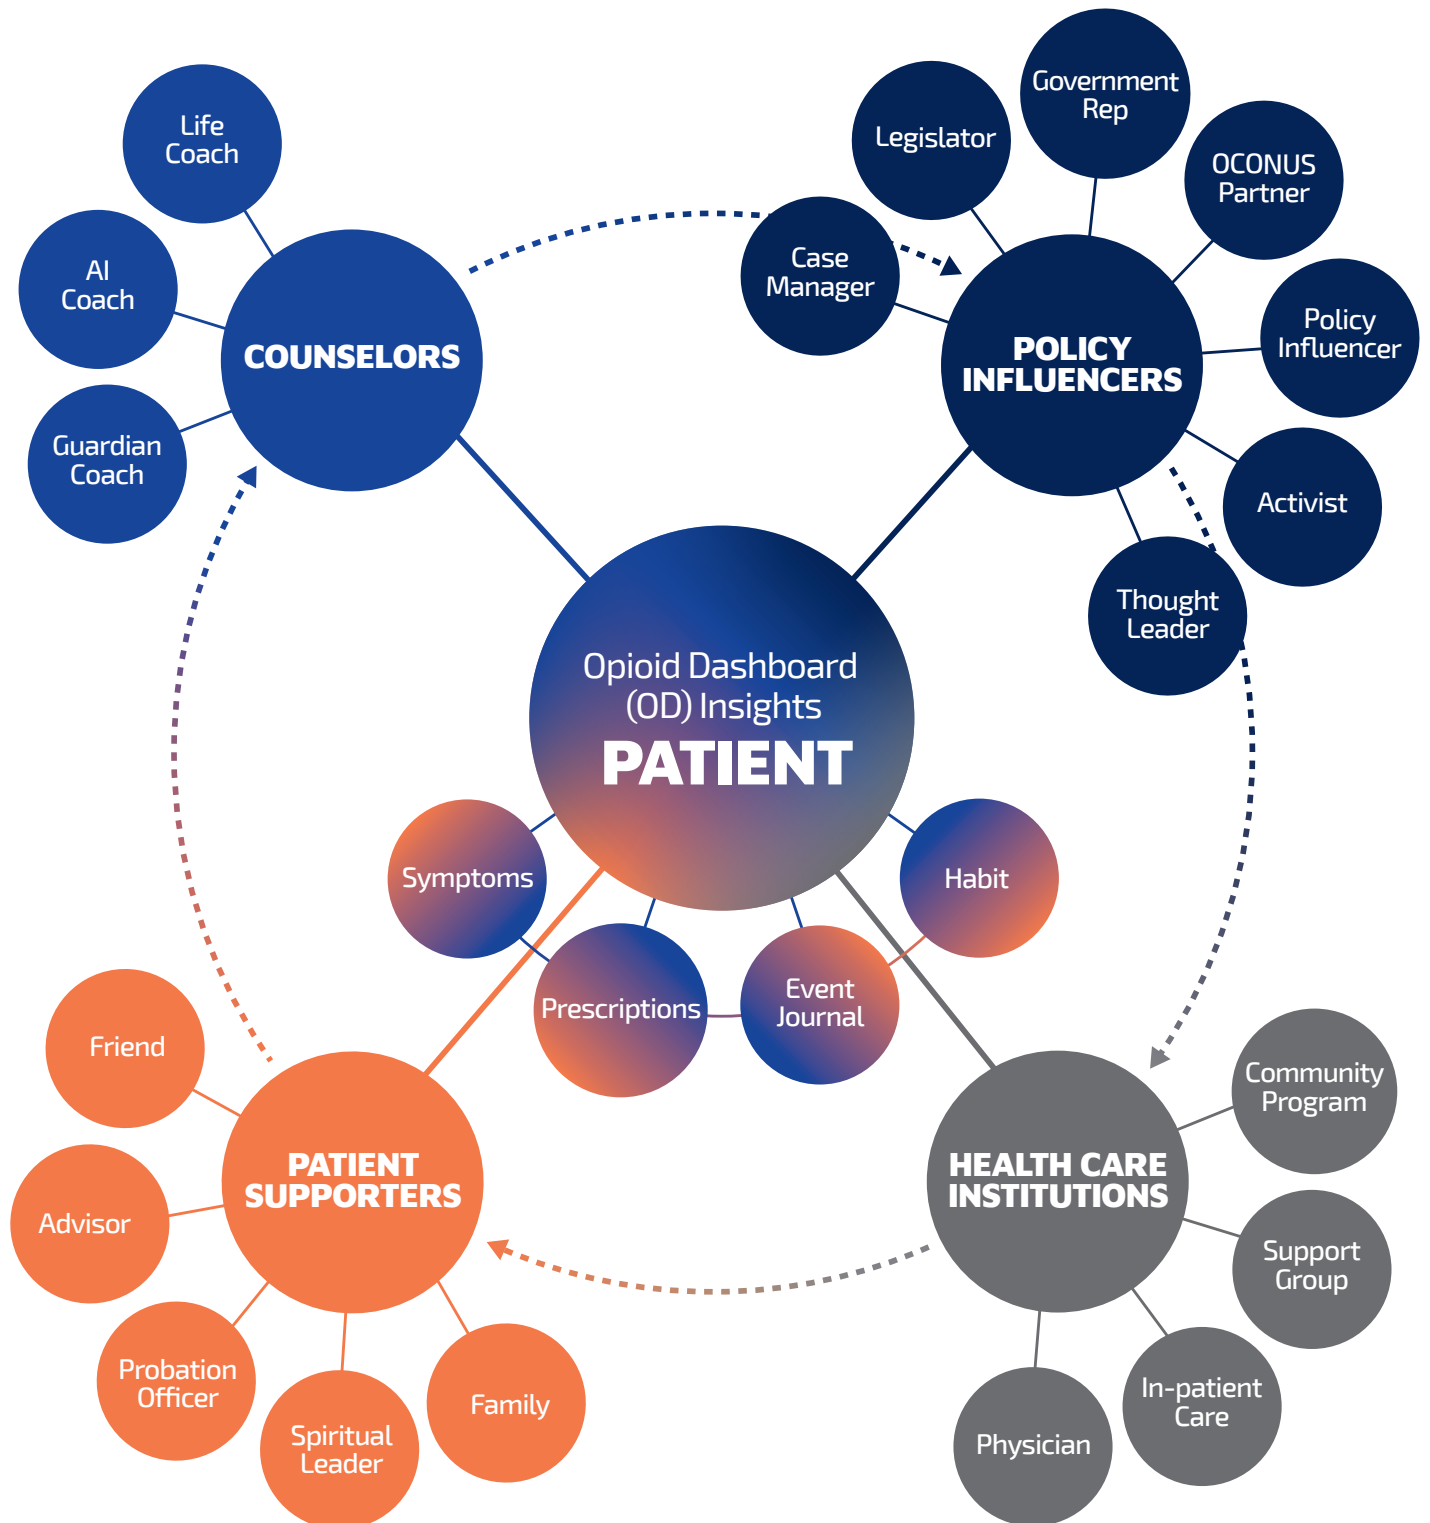 Life
Coach
AI
Coach
Guardian
Coach
COUNSELORS
Government
Rep
Legislator
OCONUS
Partner
Case
Manager
Policy
Influencer
POLICY
INFLUENCERS
Activist
Thought
Leader
Opioid Dashboard
(OD) Insights
PATIENT
Symptoms
Prescriptions
Event
Journal
Habit
Friend
Advisor
Probation
Officer
Spiritual
Leader
Family
PATIENT
SUPPORTERS
HEALTH CARE
INSTITUTIONS
Community
Program
Support
Group
In-patient
Care
Physician